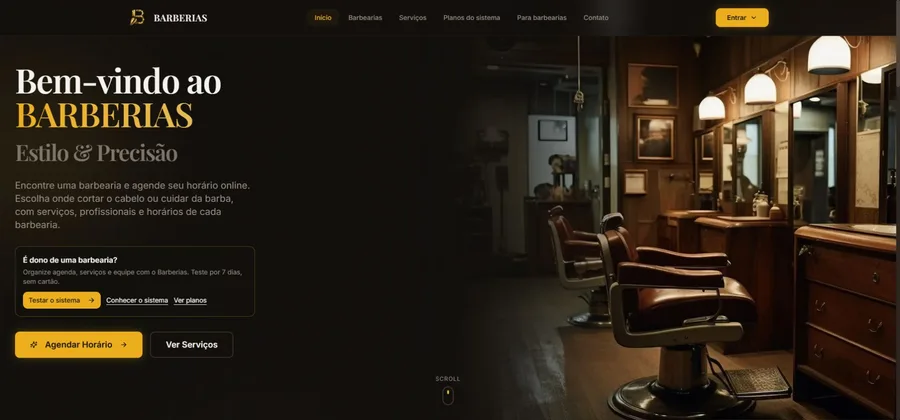 BARBERIAS
Início
Barbearias
Serviços
Planos do sistema
Para barbearias
Contato
Entrar
Bem-vindo ao
BARBERIAS
Estilo & Precisão
Encontre uma barbearia e agende seu horário online.
Escolha onde cortar o cabelo ou cuidar da barba,
com serviços, profissionais e horários de cada
barbearia.
É dono de uma barbearia?
Organize agenda, serviços e equipe com o Barberias. Teste por 7 dias,
sem cartão.
Testar o sistema
Conhecer o sistema
Ver planos
Agendar Horário
Ver Serviços
SCROLL